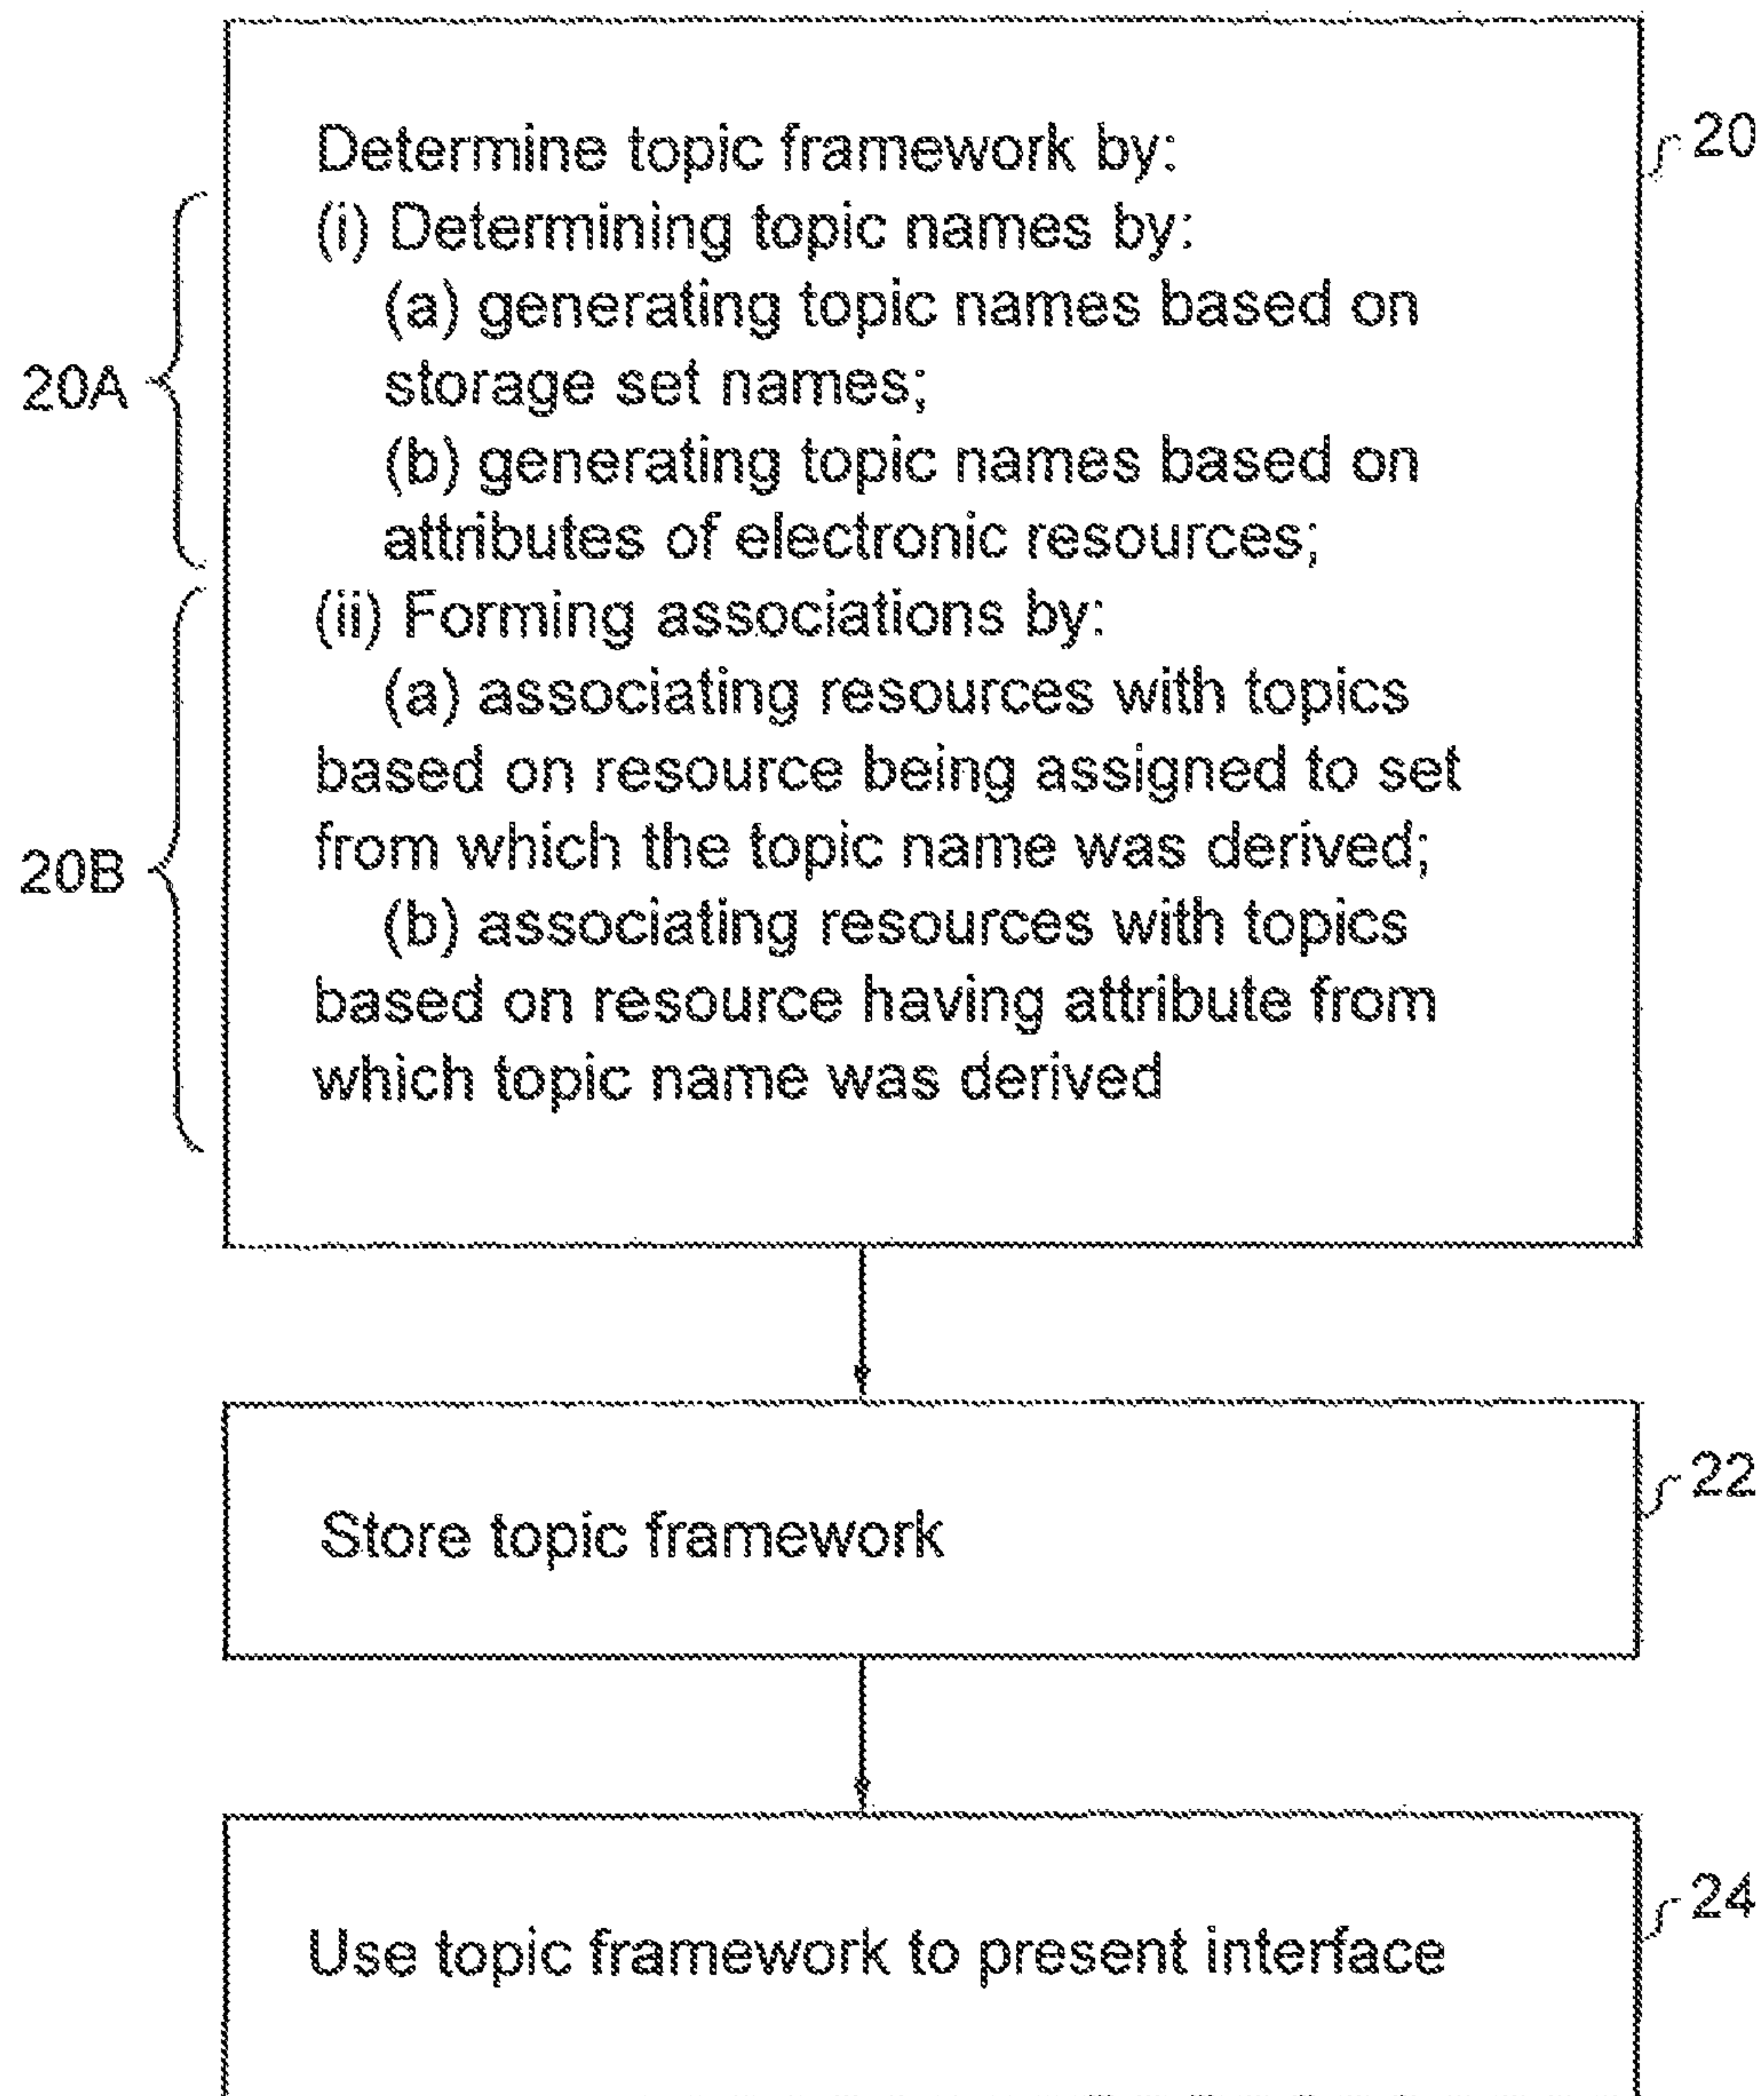 Determine topic framework by:
20
(i) Determining topic names by:
(a) generating topic names based on
storage set names;
20A
(b) generating topic names based on
attributes of electronic resources;
(ii) Forming associations by:
(a) associating resources with topics
based on resource being assigned to set
from which the topic name was derived;
20B
(b) associating resources with topics
based on resource having attribute from
which topic name was derived
22
Store topic framework
24
Use topic framework to present interface